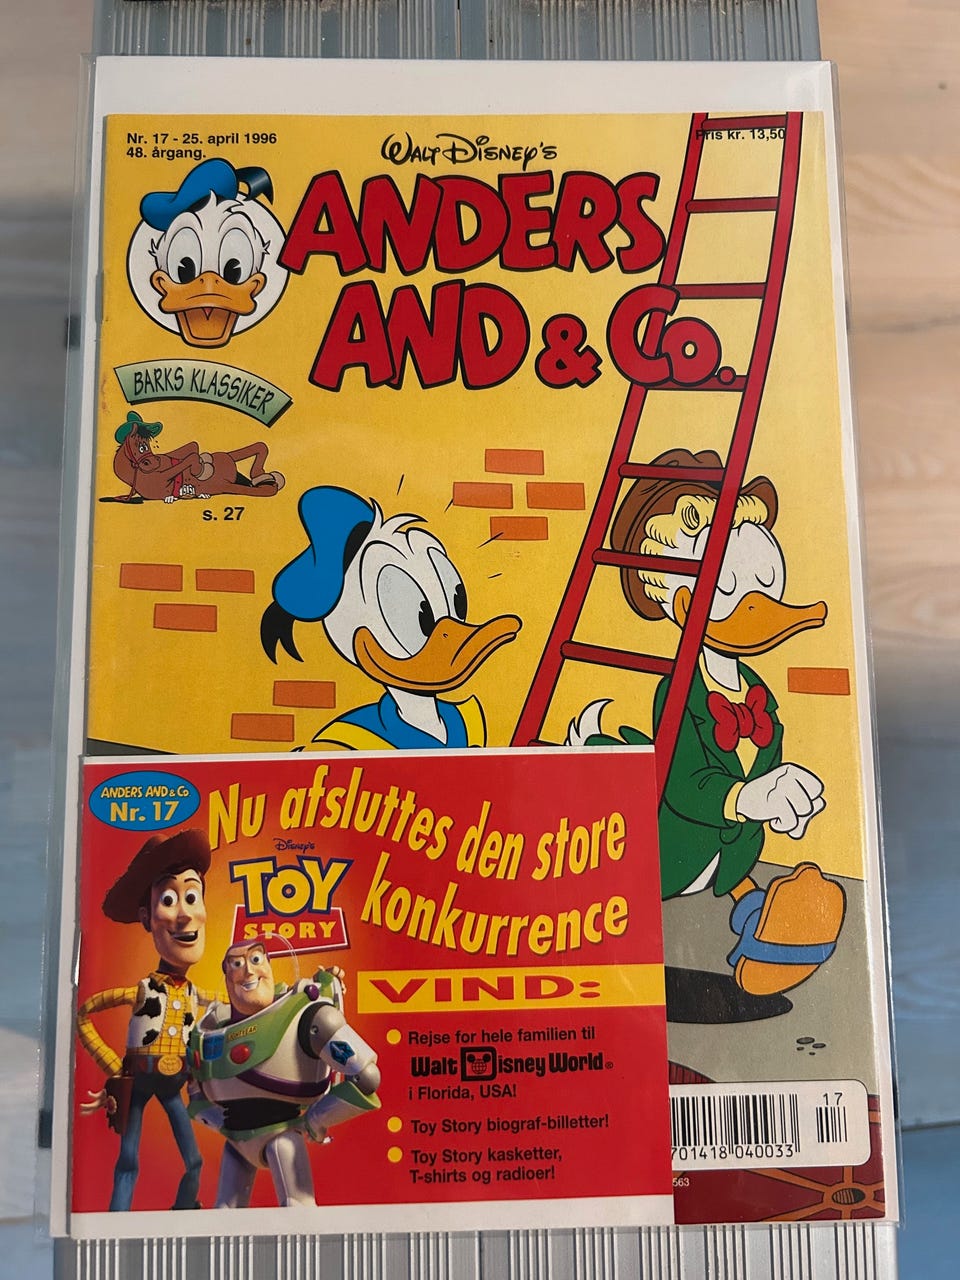 Nr. 17 - 25. april 1996
48. årgang.
Walt Disney's
Pris kr. 13,50
ANDERS
AND & Co.
BARKS KLASSIKER
s. 27
ANDERS AND & Co
Nr. 17
Nu afsluttes den store
konkurrence
Disney's
TOY
STORY
VIND:
Rejse for hele familien til
Walt Disney World®
i Florida, USA!
Toy Story biograf-billetter!
Toy Story kasketter,
T-shirts og radioer!
17
701418 040033
563